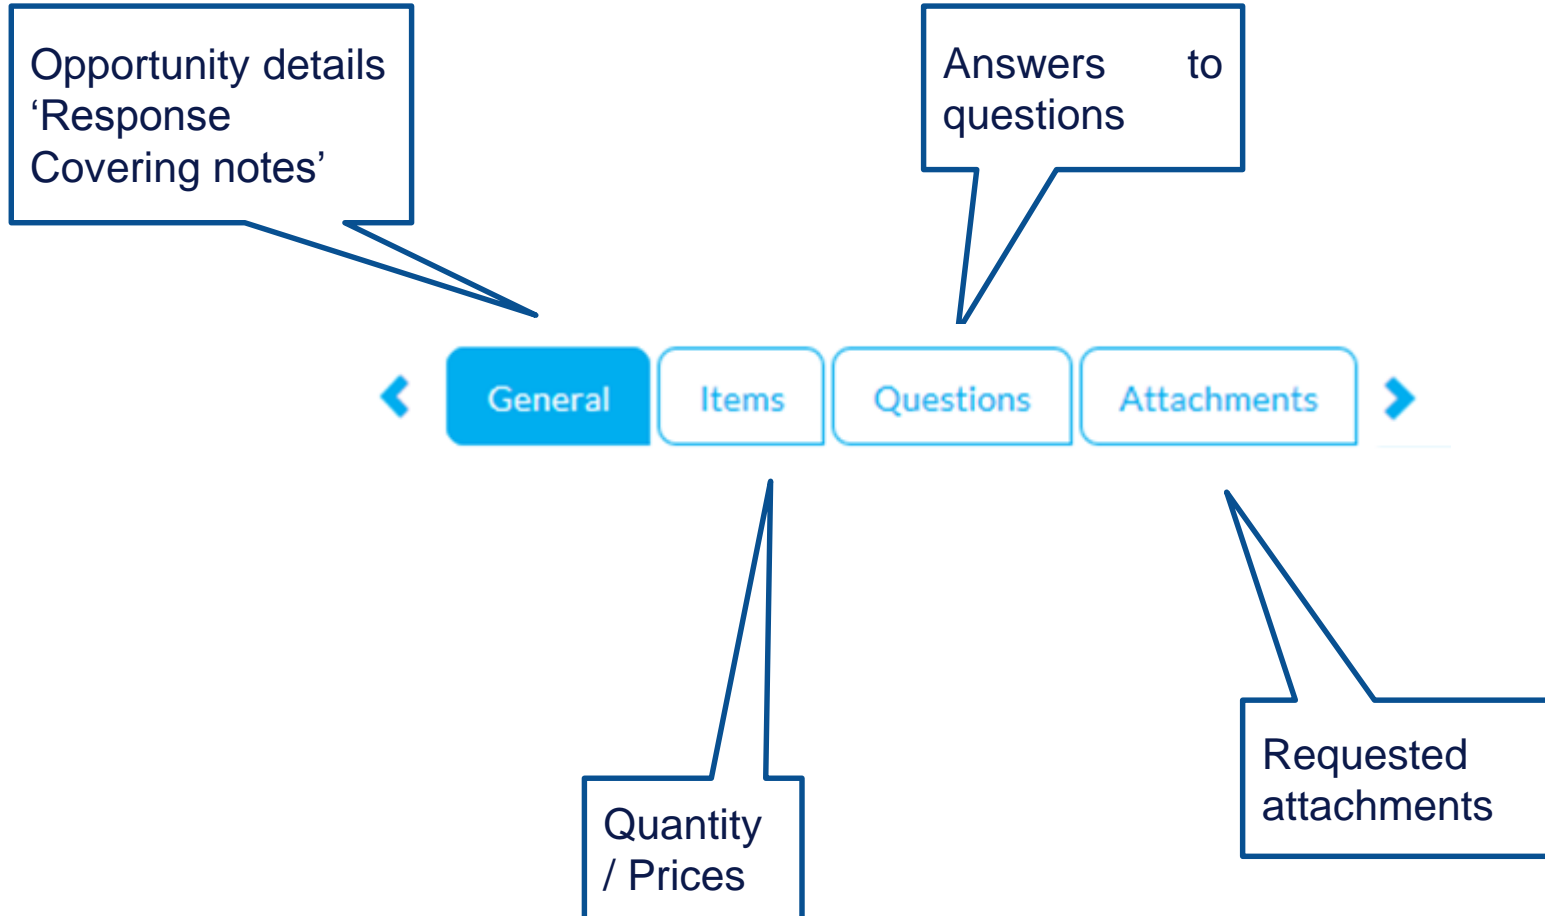 Opportunity details
‘Response
Covering notes’
Answers to
questions
General
Items
Questions
Attachments
Quantity
/ Prices
Requested
attachments